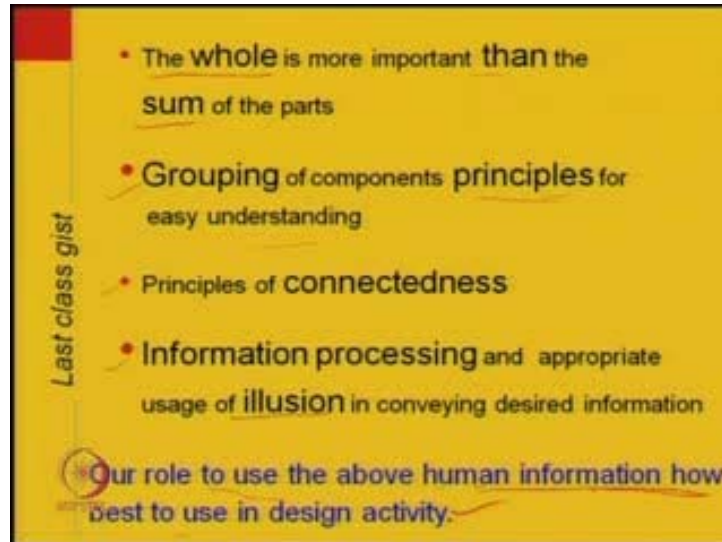 The whole is more important than the
sum of the parts
Grouping of components principles for
easy understanding
Principles of connectedness
Information processing and appropriate
usage of illusion in conveying desired information
Our role to use the above human information how
best to use in design activity.
Last class gist